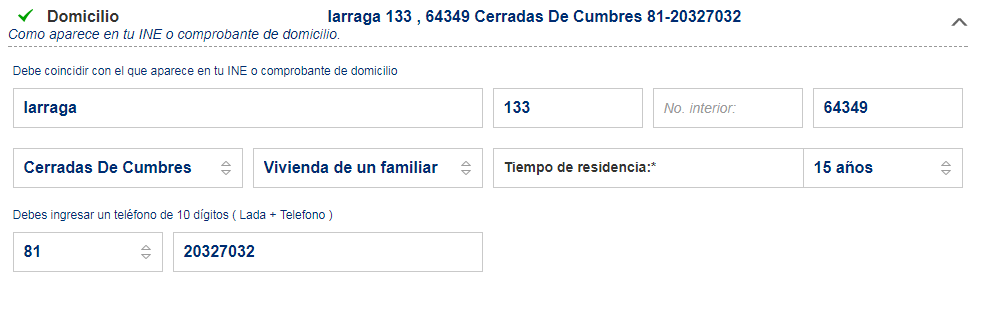 Domicilio Iarraga 133 , 64349 Cerradas De Cumbres 81-20327032
Como aparece en tu INE o comprobante de domicilio.
Debe coincidir con el que aparece en tu INE o comprobante de domicilio
Iarraga 133 No. interior: 64349
Cerradas De Cumbres Vivienda de un familiar Tiempo de residencia:* 15 años
Debes ingresar un teléfono de 10 dígitos ( Lada + Telefono )
81 20327032